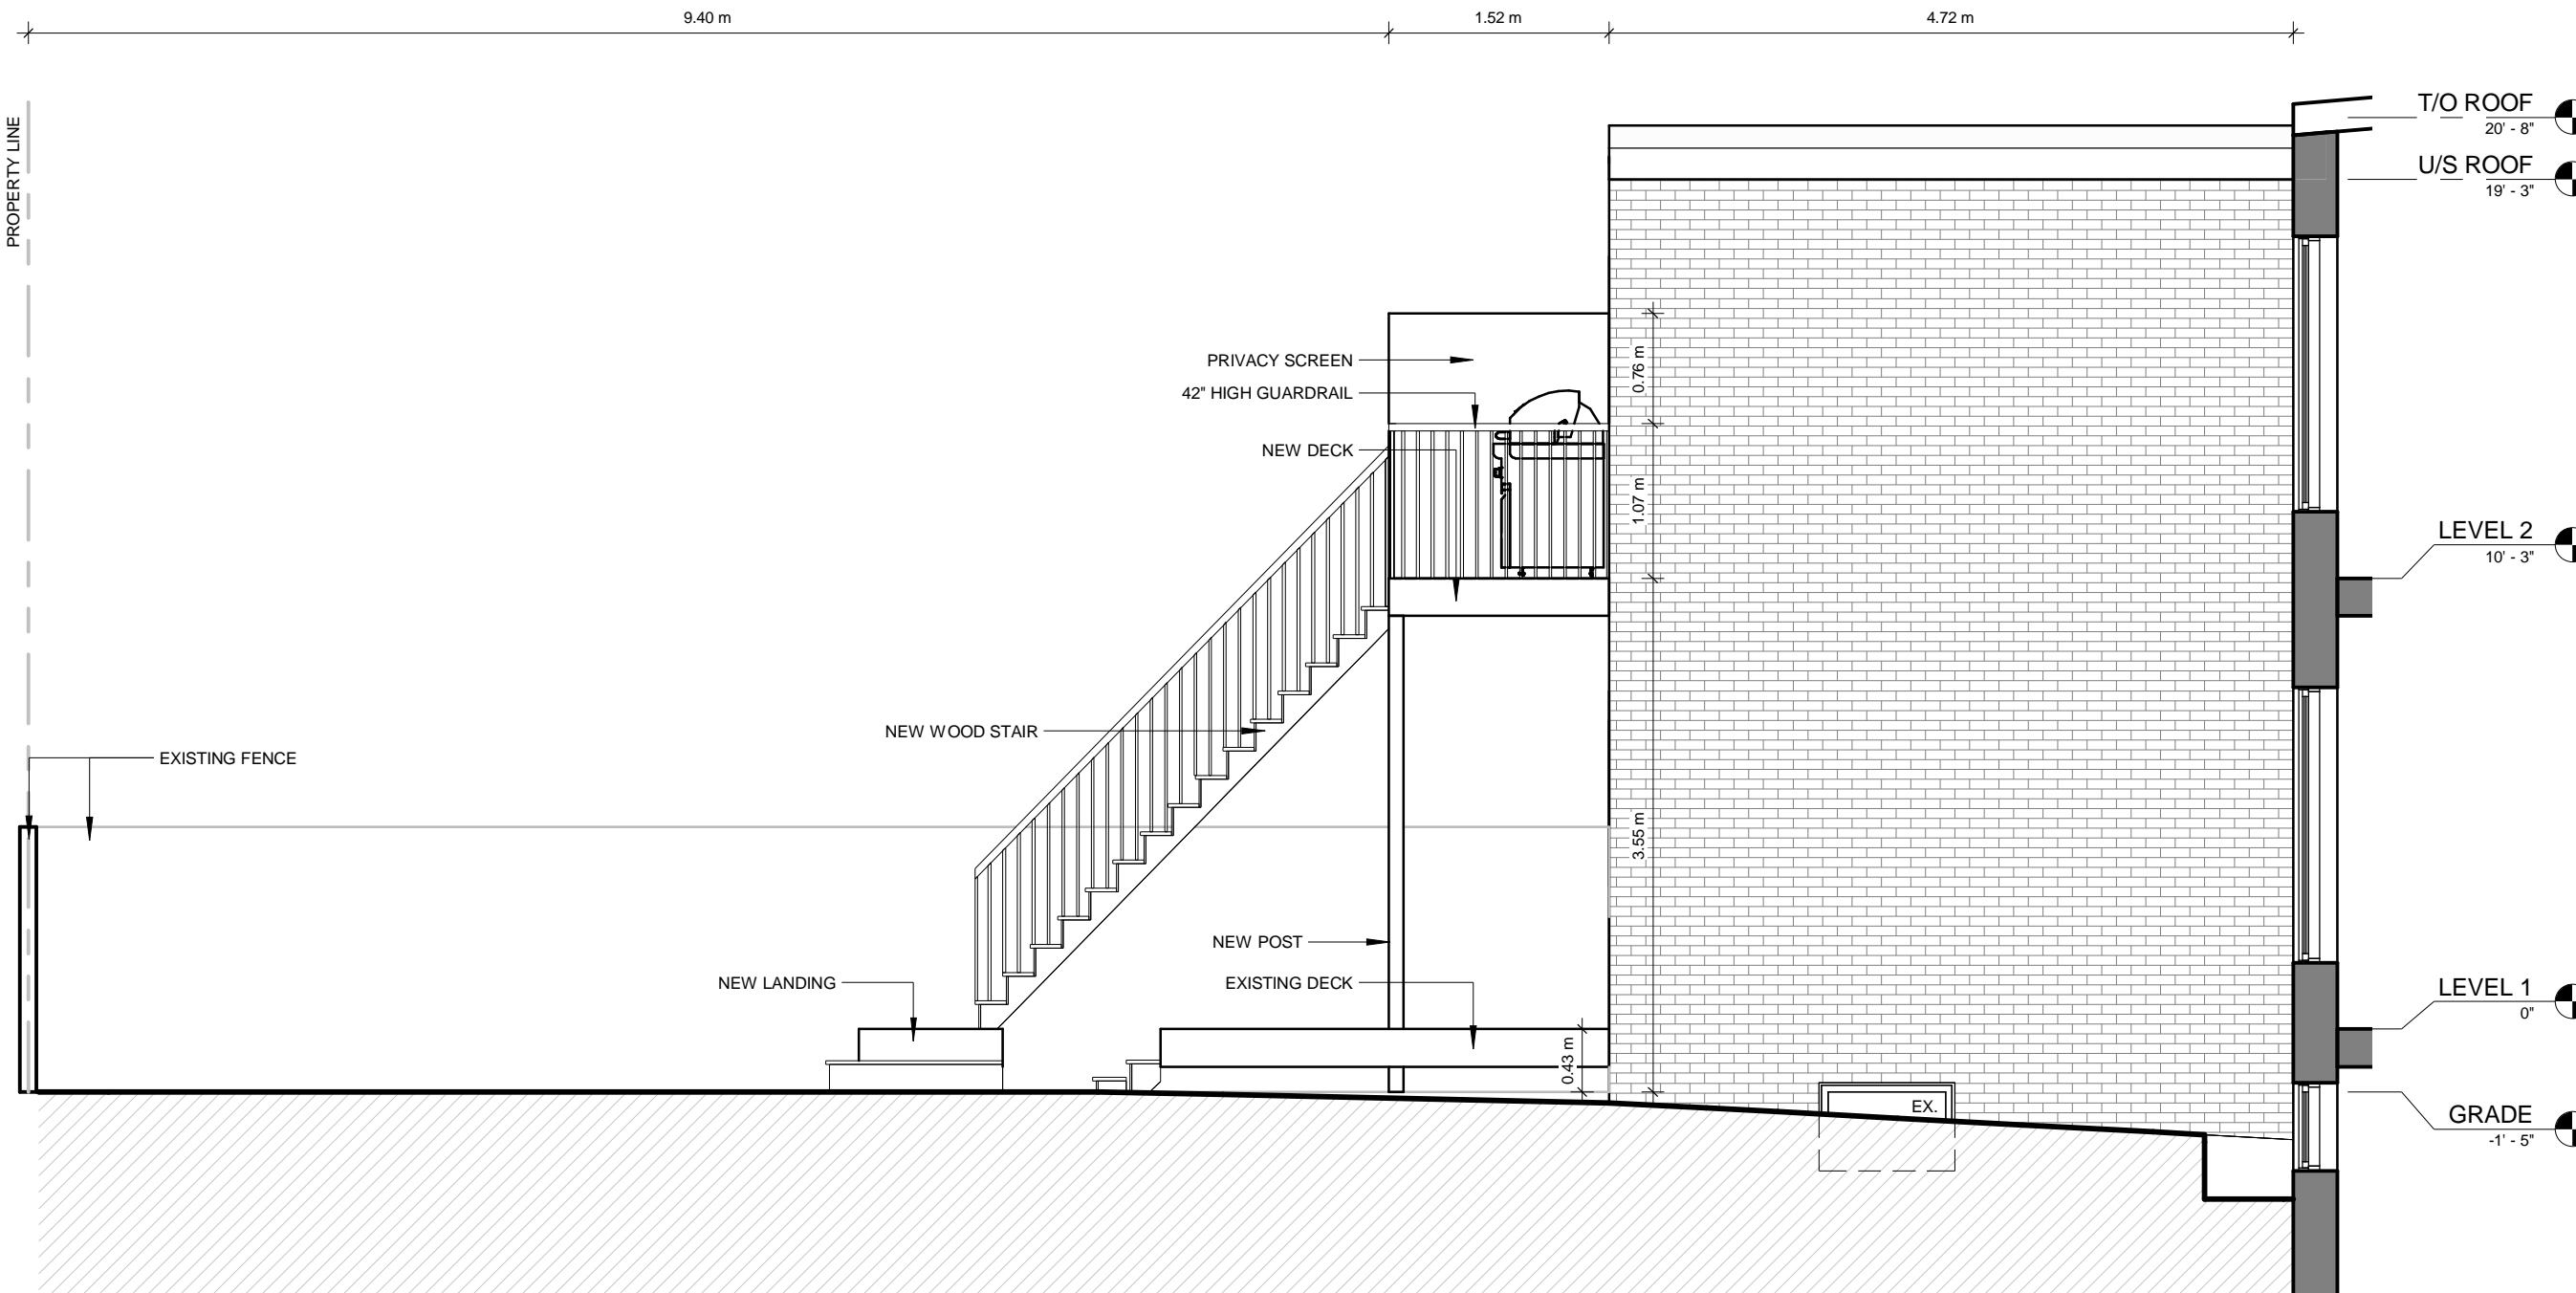 9.40 m
1.52 m
4.72 m
PROPERTY LINE
T/O ROOF
20' - 8"
U/S ROOF
19' - 3"
PRIVACY SCREEN
0.76 m
42" HIGH GUARDRAIL
NEW DECK
1.07 m
LEVEL 2
10' - 3"
NEW WOOD STAIR
EXISTING FENCE
3.55 m
NEW POST
NEW LANDING
EXISTING DECK
LEVEL 1
0"
0.43 m
EX.
GRADE
-1' - 5"